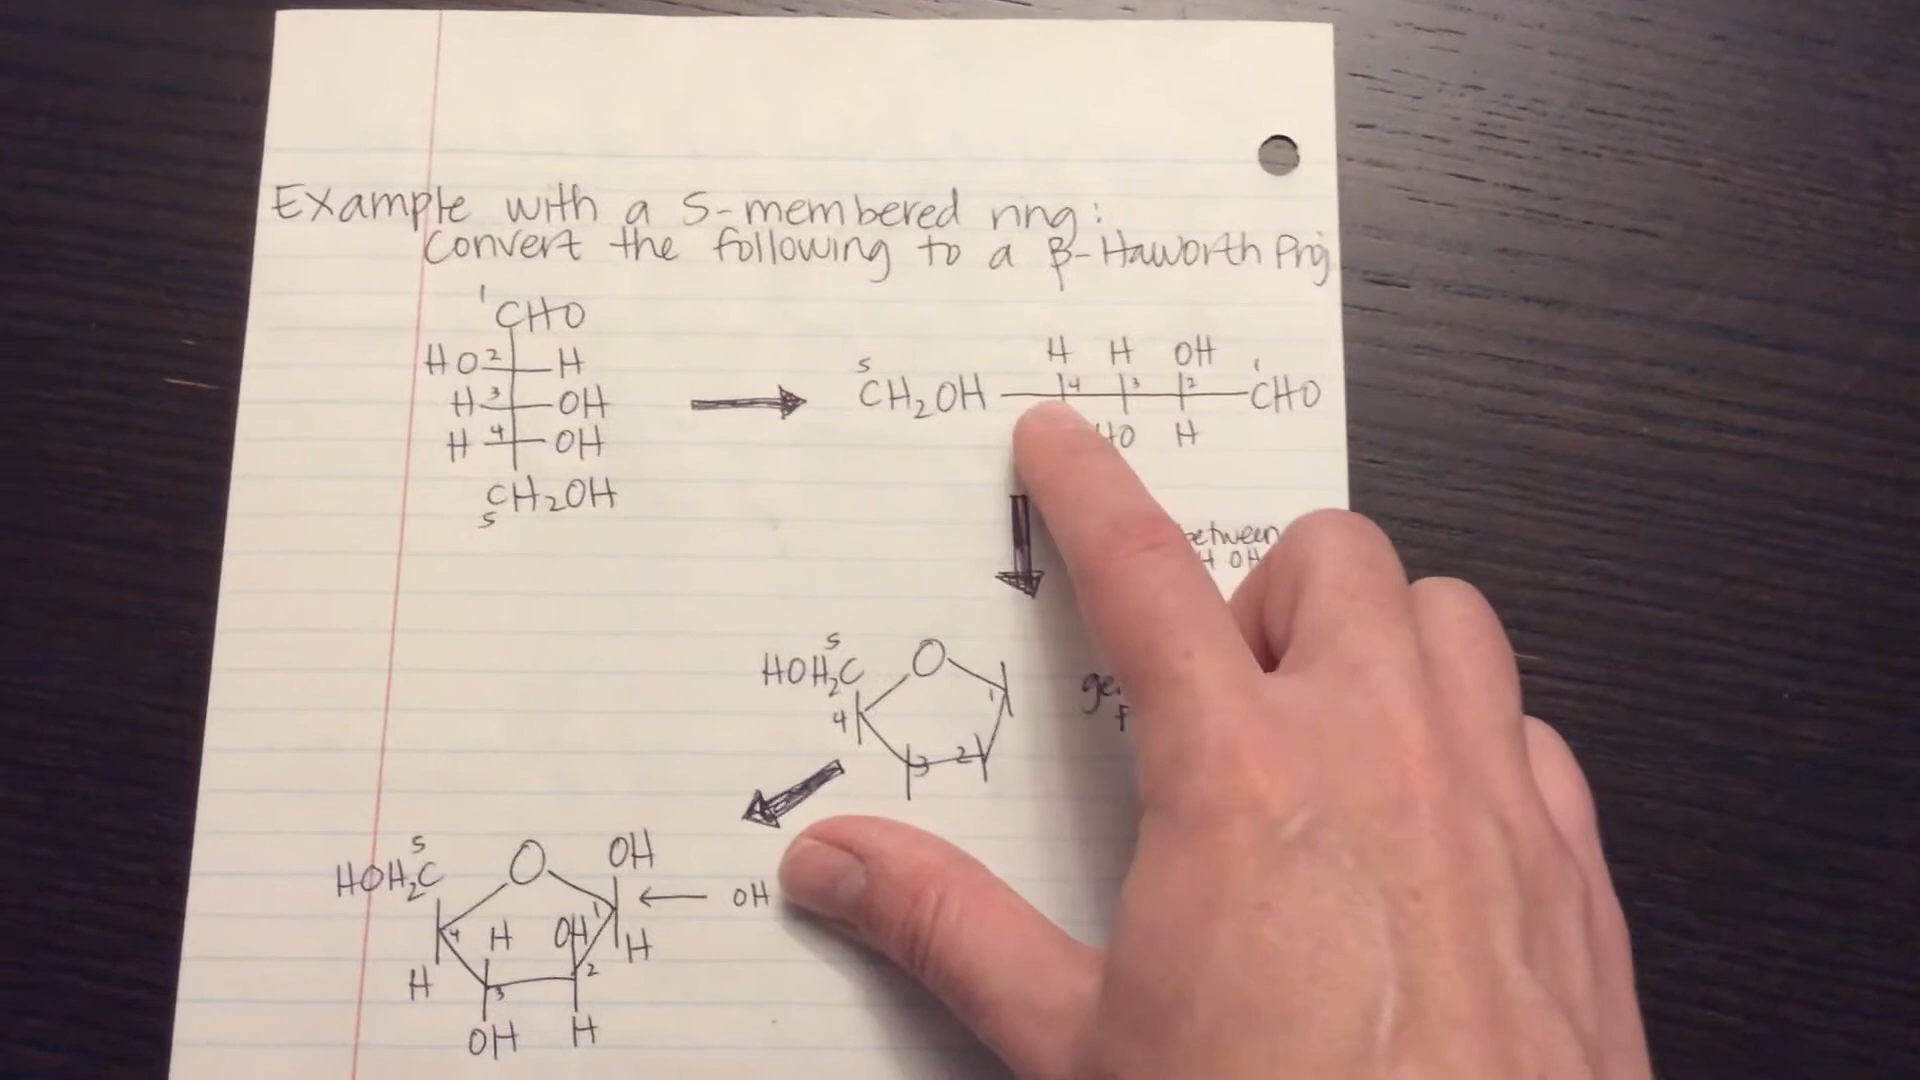 Example with a 5-membered ring:
Convert the following to a β-Haworth Proj
1
CHO
HO 2 H
H 3 OH
H 4 OH
CH2OH
5
H H OH
5 1
CH2OH 4 3 2 CHO
HO H
between
H OH
5
HOH2C O
4 1
3 2
5
HOH2C O OH
OH
4 H OH 1 H
H 3 2
OH H